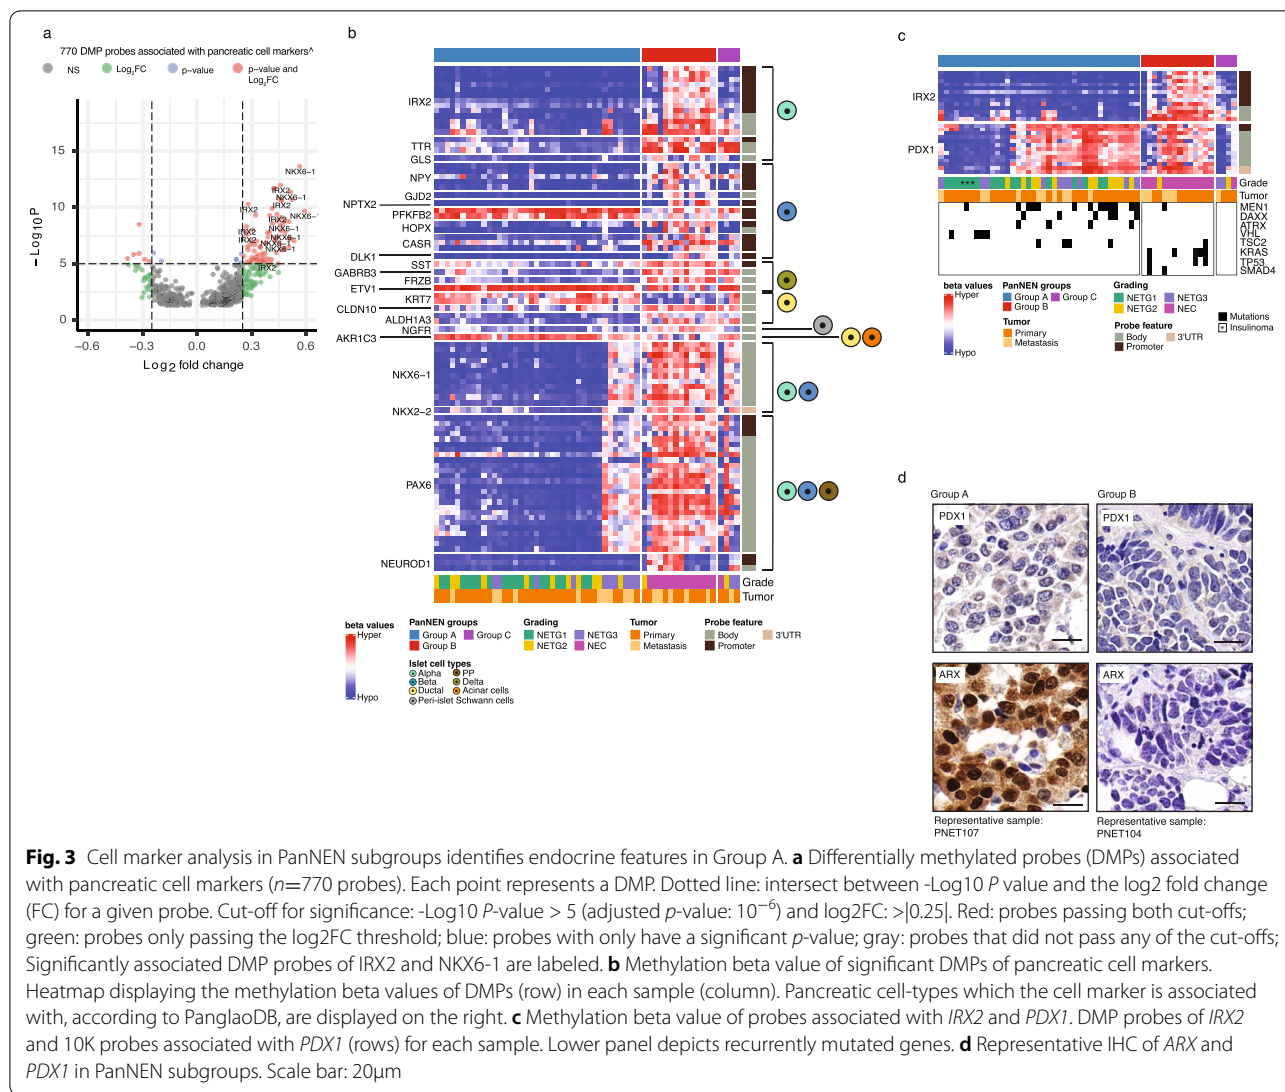 a
770 DMP probes associated with pancreatic cell markers^
NS
Log2FC
p−value
p−value and
Log2FC
−Log10 P
15
10
5
0
−0.6
−0.3
0.0
0.3
0.6
Log2 fold change
NKX6−1
IRX2
NKX6−1
IRX2
IRX2
NKX6−1
IRX2
NKX6−1
IRX2
NKX6−1
IRX2
NKX6−1
NKX6−1
IRX2
b
IRX2
TTR
GLS
NPY
GJD2
NPTX2
PFKFB2
HOPX
CASR
DLK1
SST
GABRB3
FRZB
ETV1
KRT7
CLDN10
ALDH1A3
NGFR
AKR1C3
NKX6−1
NKX2−2
PAX6
NEUROD1
Grade
Tumor
beta values
Hyper
Hypo
PanNEN groups
Group A
Group C
Group B
Grading
NETG1
NETG3
NETG2
NEC
Tumor
Primary
Metastasis
Probe feature
Body
3'UTR
Promoter
Islet cell types
Alpha
PP
Beta
Delta
Ductal
Acinar cells
Peri−islet Schwann cells
c
IRX2
PDX1
***
Grade
Tumor
MEN1
DAXX
ATRX
VHL
TSC2
KRAS
TP53
SMAD4
beta values
Hyper
Hypo
PanNEN groups
Group A
Group C
Group B
Tumor
Primary
Metastasis
Grading
NETG1
NETG3
NETG2
NEC
Probe feature
Body
3'UTR
Promoter
Mutations
* Insulinoma
d
Group A
Group B
PDX1
PDX1
ARX
ARX
Representative sample:
PNET107
Representative sample:
PNET104
Fig. 3 Cell marker analysis in PanNEN subgroups identifies endocrine features in Group A. a Differentially methylated probes (DMPs) associated
with pancreatic cell markers (n=770 probes). Each point represents a DMP. Dotted line: intersect between -Log10 P value and the log2 fold change
(FC) for a given probe. Cut-off for significance: -Log10 P-value > 5 (adjusted p-value: 10−6) and log2FC: >|0.25|. Red: probes passing both cut-offs;
green: probes only passing the log2FC threshold; blue: probes with only have a significant p-value; gray: probes that did not pass any of the cut-offs;
Significantly associated DMP probes of IRX2 and NKX6-1 are labeled. b Methylation beta value of significant DMPs of pancreatic cell markers.
Heatmap displaying the methylation beta values of DMPs (row) in each sample (column). Pancreatic cell-types which the cell marker is associated
with, according to PanglaoDB, are displayed on the right. c Methylation beta value of probes associated with IRX2 and PDX1. DMP probes of IRX2
and 10K probes associated with PDX1 (rows) for each sample. Lower panel depicts recurrently mutated genes. d Representative IHC of ARX and
PDX1 in PanNEN subgroups. Scale bar: 20µm